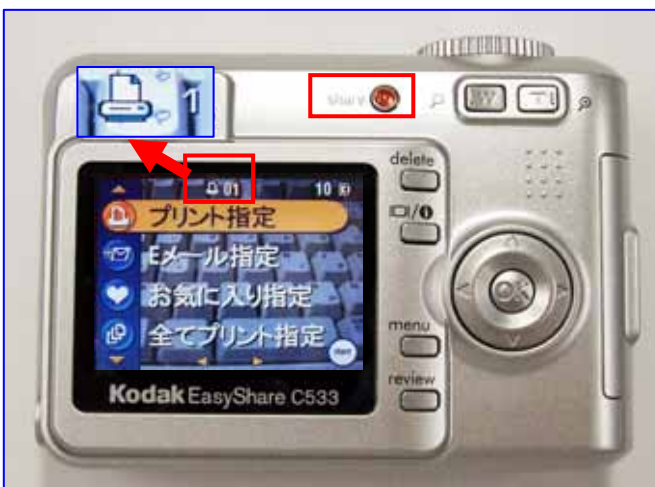 1
share
W T
delete
01 10
プリント指定
Eメール指定
お気に入り指定
全てプリント指定
OK
menu
review
Kodak EasyShare C533